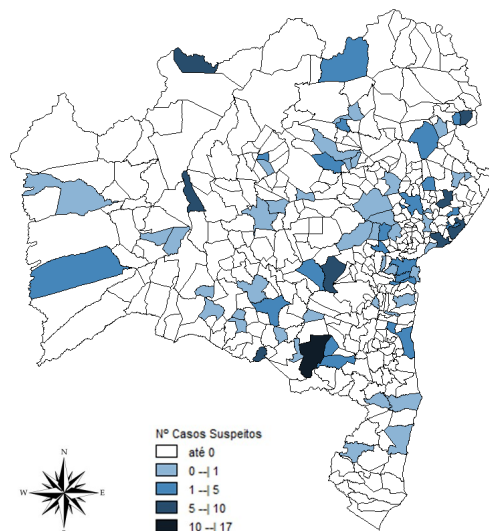 Nº Casos Suspeitos
até 0
0 --| 1
1 --| 5
5 --| 10
10 --| 17
N
W
E